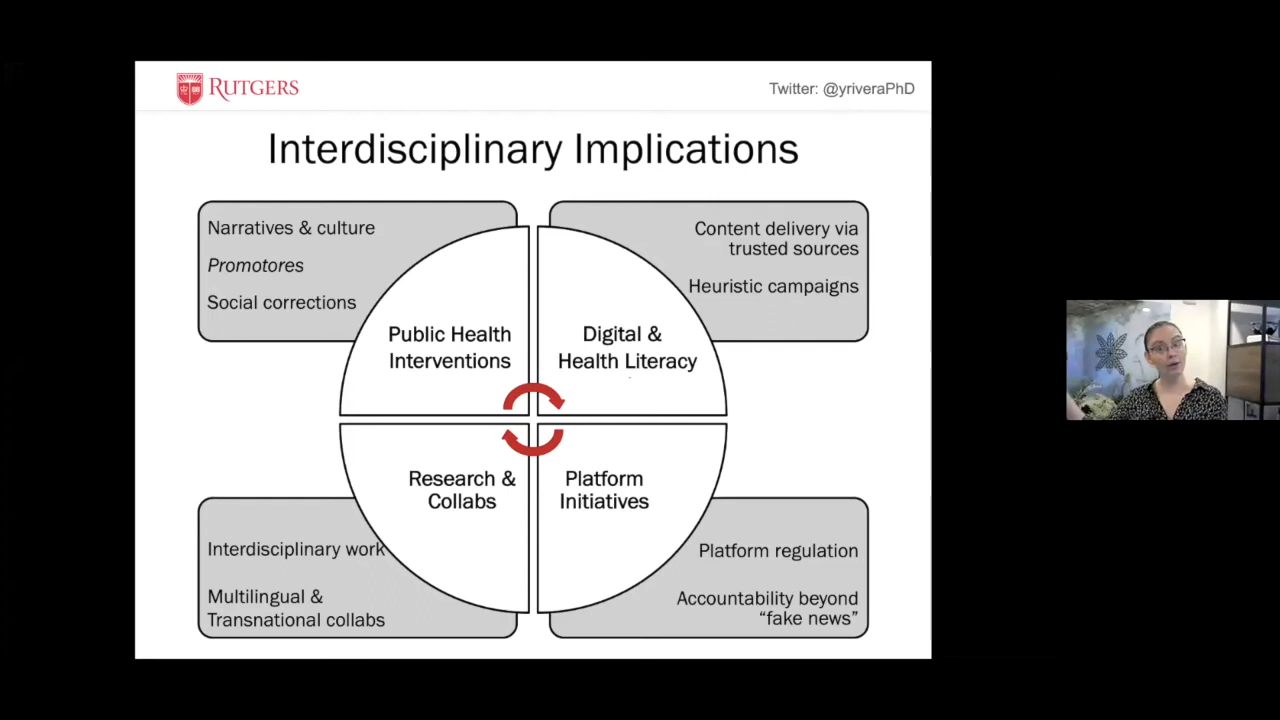 RUTGERS
Twitter: @yriveraPhD
Interdisciplinary Implications
Narratives & culture
Promotores
Social corrections
Content delivery via
trusted sources
Heuristic campaigns
Public Health
Interventions
Digital &
Health Literacy
Research &
Collabs
Platform
Initiatives
Interdisciplinary work
Multilingual &
Transnational collabs
Platform regulation
Accountability beyond
“fake news”